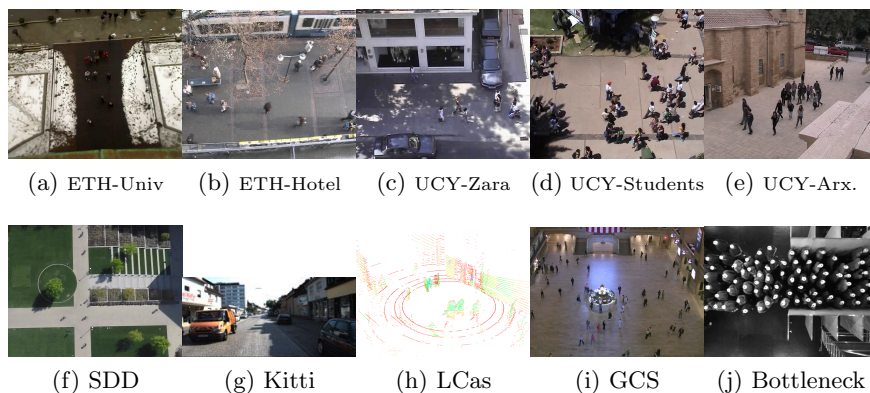 (a) ETH-Univ
(b) ETH-Hotel
(c) UCY-Zara
(d) UCY-Students
(e) UCY-Arx.
(f) SDD
(g) Kitti
(h) LCas
(i) GCS
(j) Bottleneck